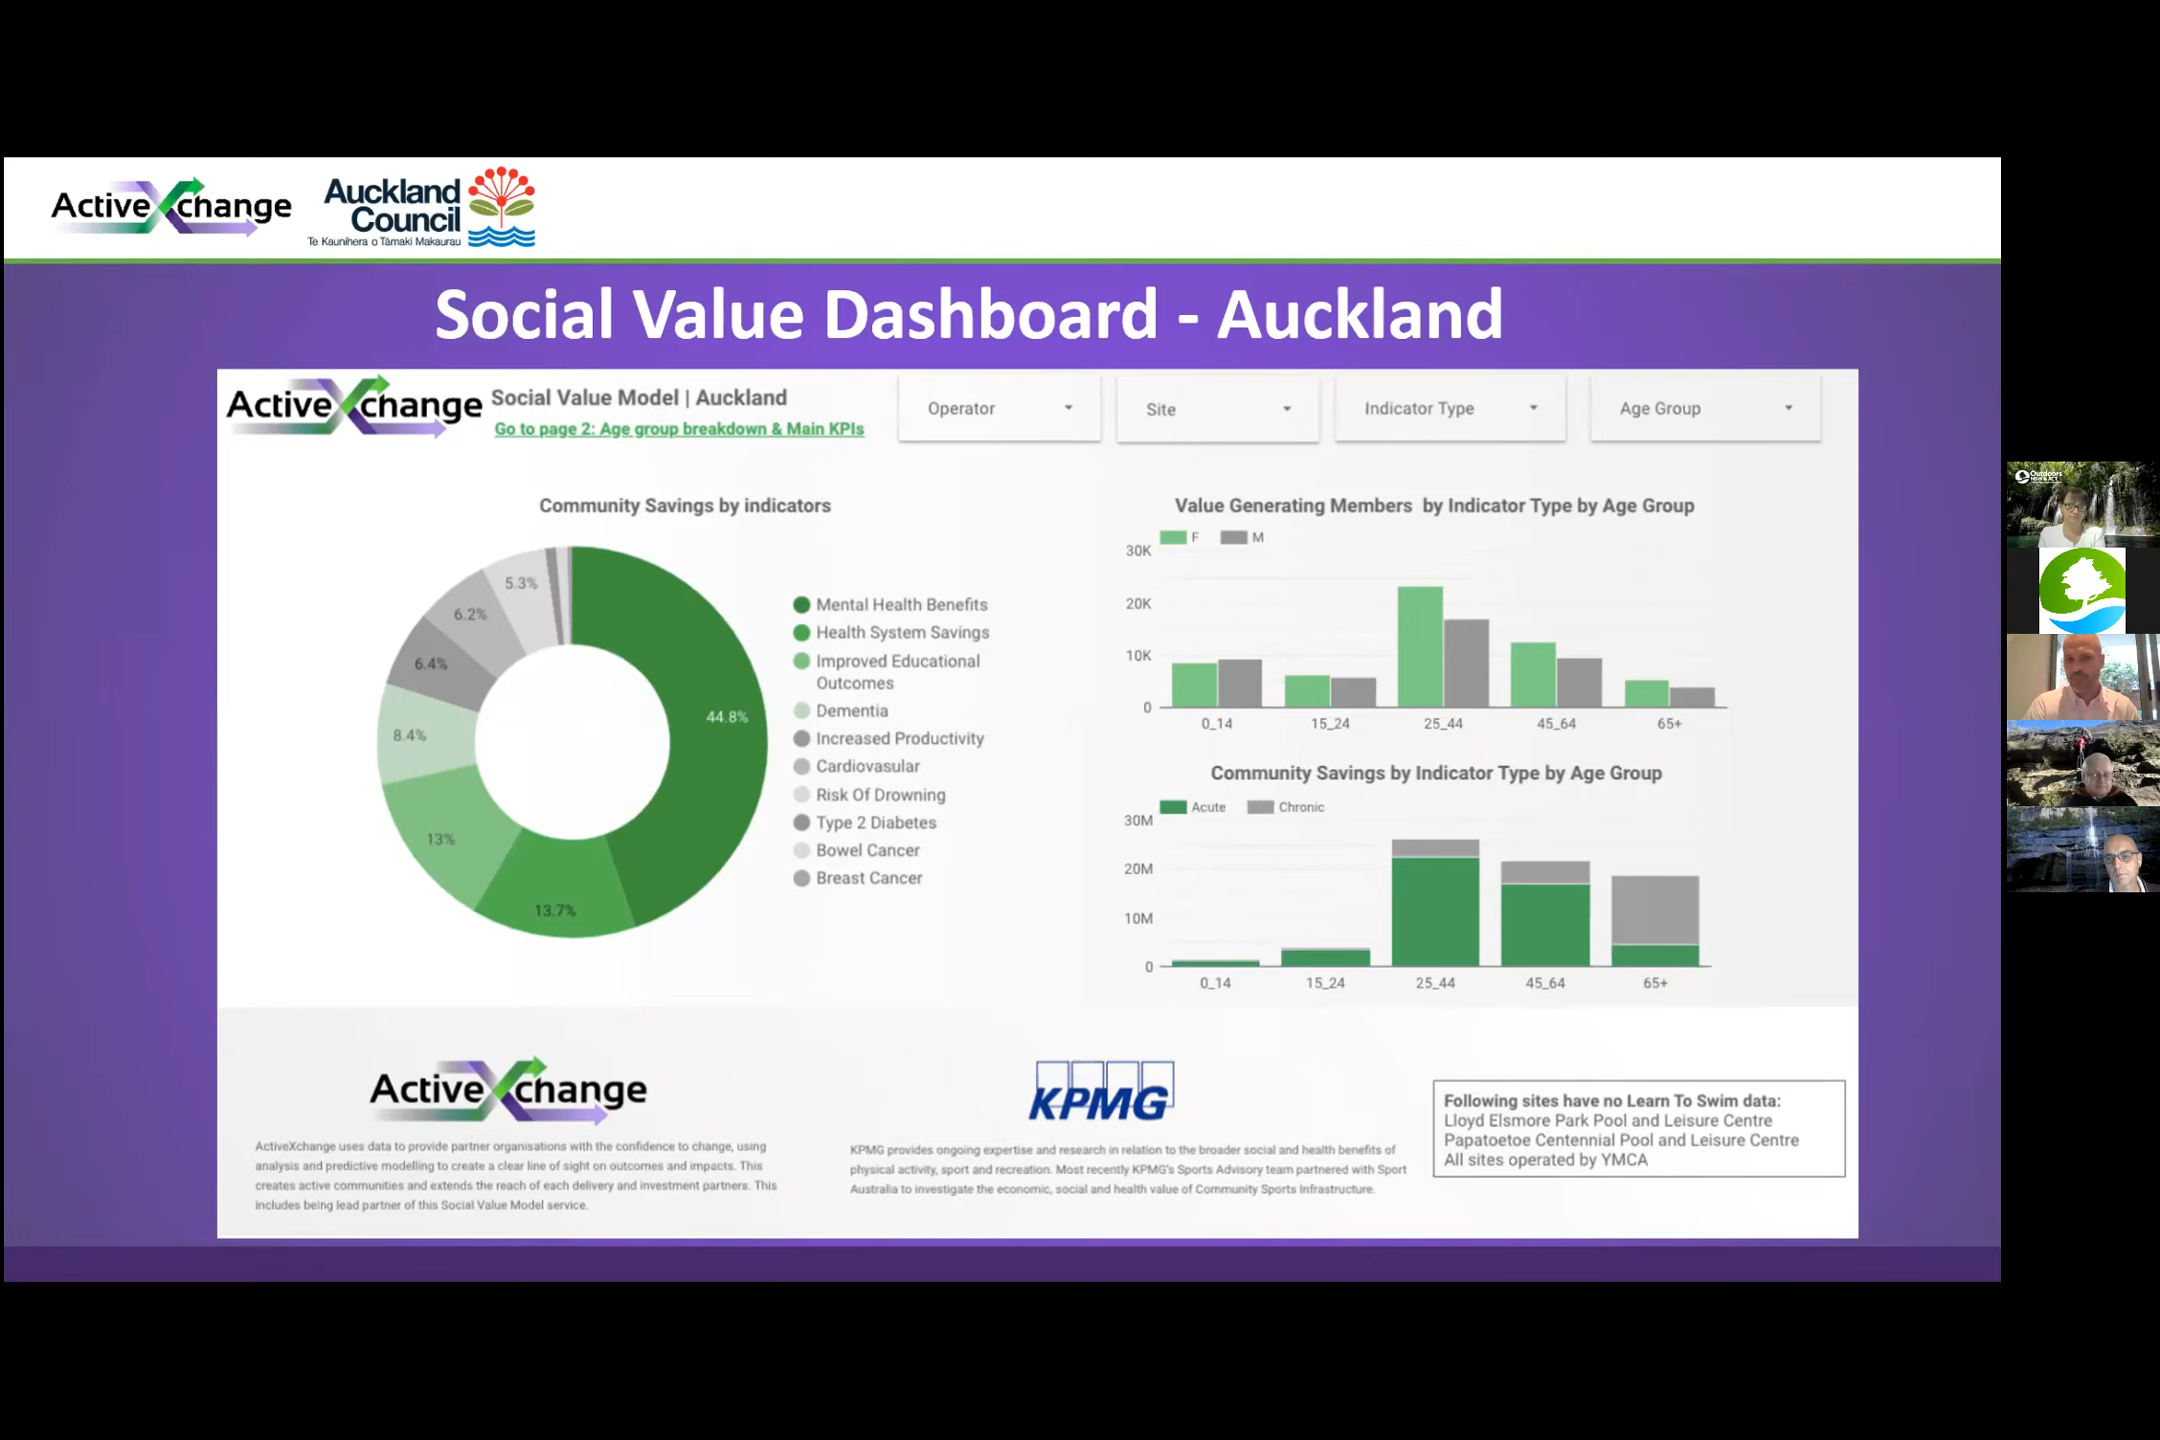 ActiveXchange
Auckland
Council
Te Kaunihera o Tāmaki Makaurau
Social Value Dashboard - Auckland
ActiveXchange
Social Value Model | Auckland
Go to page 2: Age group breakdown & Main KPIs
Operator
Site
Indicator Type
Age Group
Community Savings by indicators
44.8%
13.7%
13%
8.4%
6.4%
6.2%
5.3%
Mental Health Benefits
Health System Savings
Improved Educational
Outcomes
Dementia
Increased Productivity
Cardiovasular
Risk Of Drowning
Type 2 Diabetes
Bowel Cancer
Breast Cancer
Value Generating Members by Indicator Type by Age Group
F M
30K
20K
10K
0
0_14 15_24 25_44 45_64 65+
Community Savings by Indicator Type by Age Group
Acute Chronic
30M
20M
10M
0
0_14 15_24 25_44 45_64 65+
ActiveXchange
ActiveXchange uses data to provide partner organisations with the confidence to change, using
analysis and predictive modelling to create a clear line of sight on outcomes and impacts. This
creates active communities and extends the reach of each delivery and investment partners. This
includes being lead partner of this Social Value Model service.
KPMG
KPMG provides ongoing expertise and research in relation to the broader social and health benefits of
physical activity, sport and recreation. Most recently KPMG's Sports Advisory team partnered with Sport
Australia to investigate the economic, social and health value of Community Sports Infrastructure.
Following sites have no Learn To Swim data:
Lloyd Elsmore Park Pool and Leisure Centre
Papatoetoe Centennial Pool and Leisure Centre
All sites operated by YMCA
Outdoors
NSW & ACT